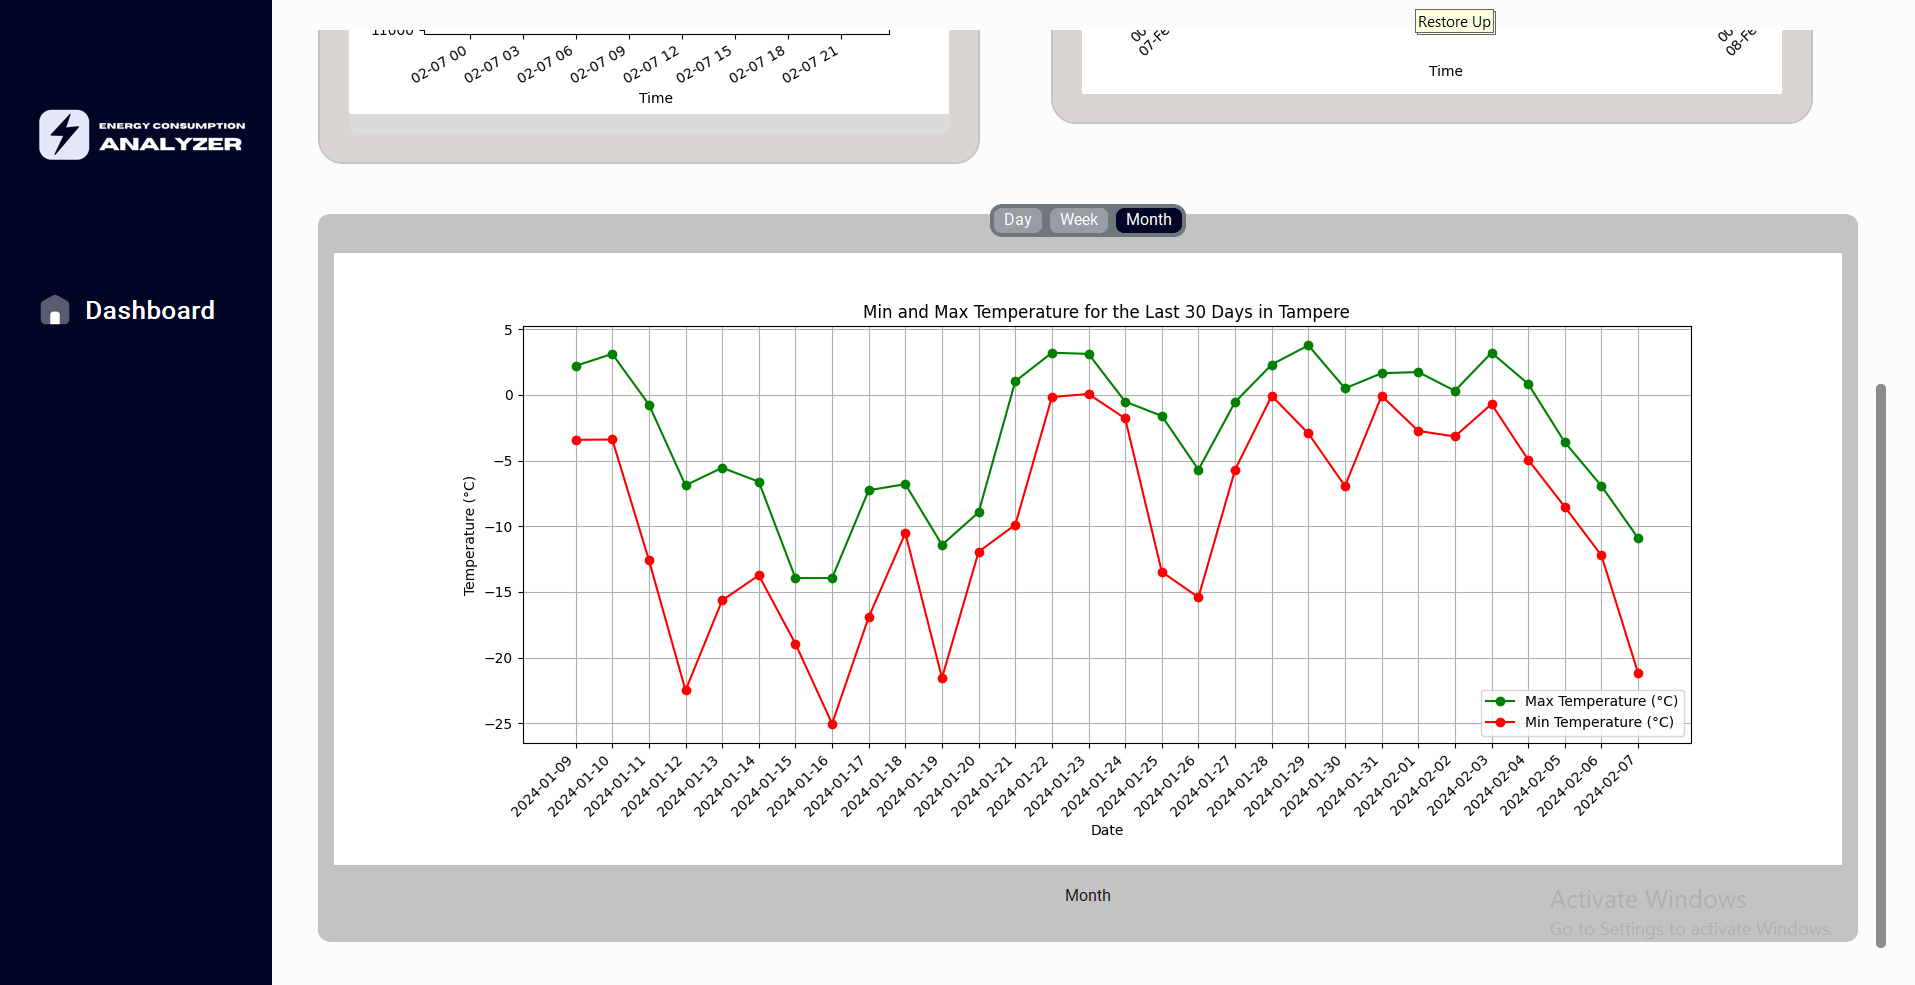 Restore Up
11000
02-07 00 02-07 03 02-07 06 02-07 09 02-07 12 02-07 15 02-07 18 02-07 21
Time
Time
ENERGY CONSUMPTION
ANALYZER
Dashboard
Day Week Month
Min and Max Temperature for the Last 30 Days in Tampere
5
0
−5
−10
−15
−20
−25
Temperature (°C)
Max Temperature (°C)
Min Temperature (°C)
2024-01-09 2024-01-10 2024-01-11 2024-01-12 2024-01-13 2024-01-14 2024-01-15 2024-01-16 2024-01-17 2024-01-18 2024-01-19 2024-01-20 2024-01-21 2024-01-22 2024-01-23 2024-01-24 2024-01-25 2024-01-26 2024-01-27 2024-01-28 2024-01-29 2024-01-30 2024-01-31 2024-02-01 2024-02-02 2024-02-03 2024-02-04 2024-02-05 2024-02-06 2024-02-07
Date
Month
Activate Windows
Go to Settings to activate Windows.